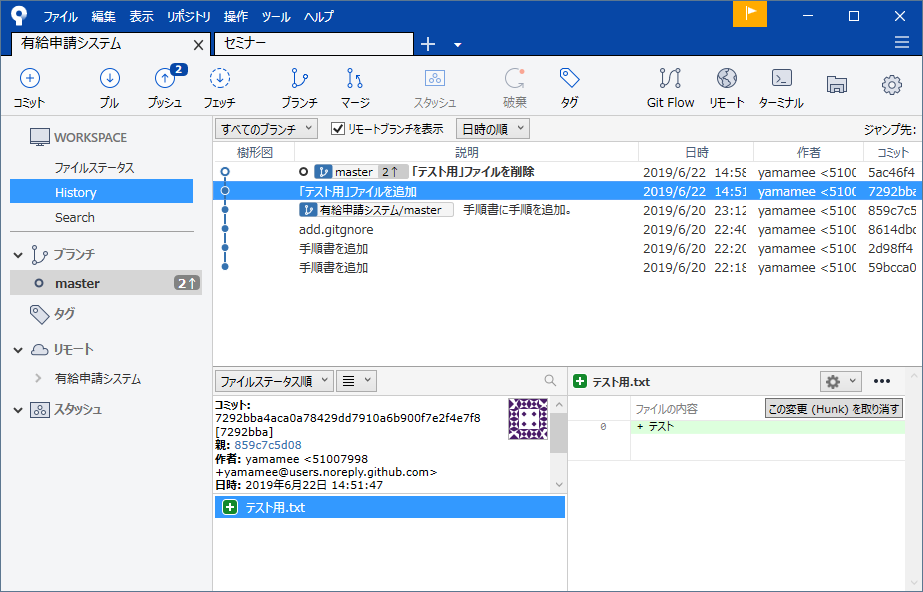 ファイル 編集 表示 リポジトリ 操作 ツール ヘルプ
有給申請システム セミナー
2
コミット プル プッシュ フェッチ ブランチ マージ スタッシュ 破棄 タグ Git Flow リモート ターミナル
WORKSPACE
ファイルステータス
History
Search
ブランチ
master 2↑
タグ
リモート
有給申請システム
スタッシュ
すべてのブランチ リモートブランチを表示 日時の順 ジャンプ先:
樹形図 説明 日時 作者 コミット
master 2↑ 「テスト用」ファイルを削除 2019/6/22 14:58 yamamee <5100 5ac46f4
「テスト用」ファイルを追加 2019/6/22 14:51 yamamee <5100 7292bba
有給申請システム/master 手順書に手順を追加。 2019/6/20 23:12 yamamee <5100 859c7c5
add.gitgnore 2019/6/20 22:40 yamamee <5100 8614dbc
手順書を追加 2019/6/20 22:20 yamamee <5100 2d98ff4
手順書を追加 2019/6/20 22:18 yamamee <5100 59bcca0
ファイルステータス順
コミット:
7292bba4aca0a78429dd7910a6b900f7e2f4e7f8
[7292bba]
親: 859c7c5d08
作者: yamamee <51007998
+yamamee@users.noreply.github.com>
日時: 2019年6月22日 14:51:47
テスト用.txt
テスト用.txt
ファイルの内容 この変更 (Hunk) を取り消す
0 + テスト